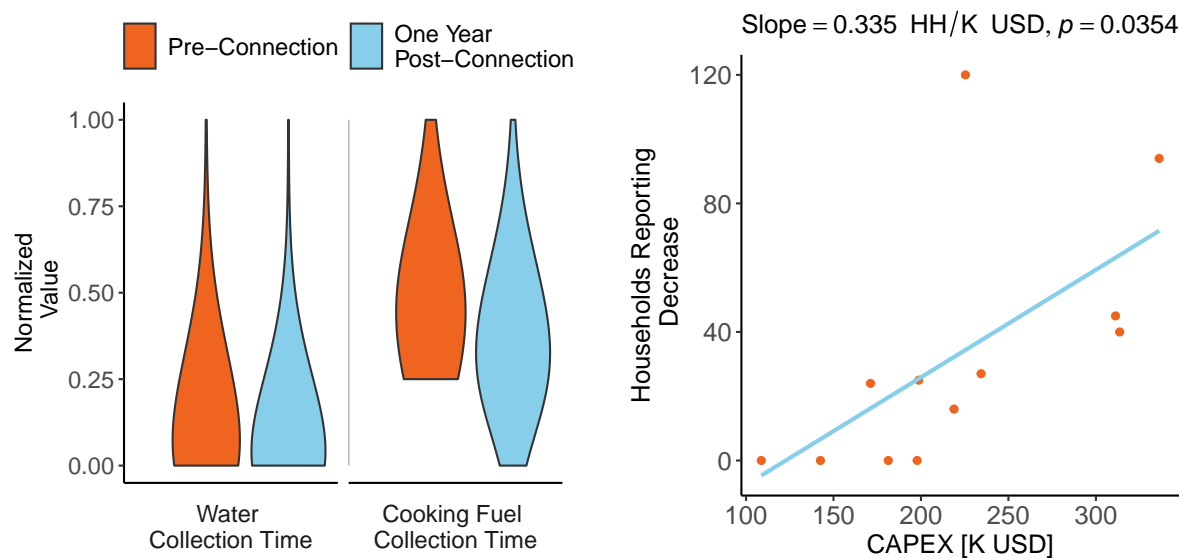 Pre−Connection
One Year
Post−Connection
Normalized
Value
1.00
0.75
0.50
0.25
0.00
Water
Collection Time
Cooking Fuel
Collection Time
Slope = 0.335 HH/K USD, p = 0.0354
Households Reporting
Decrease
120
80
40
0
100
150
200
250
300
CAPEX [K USD]